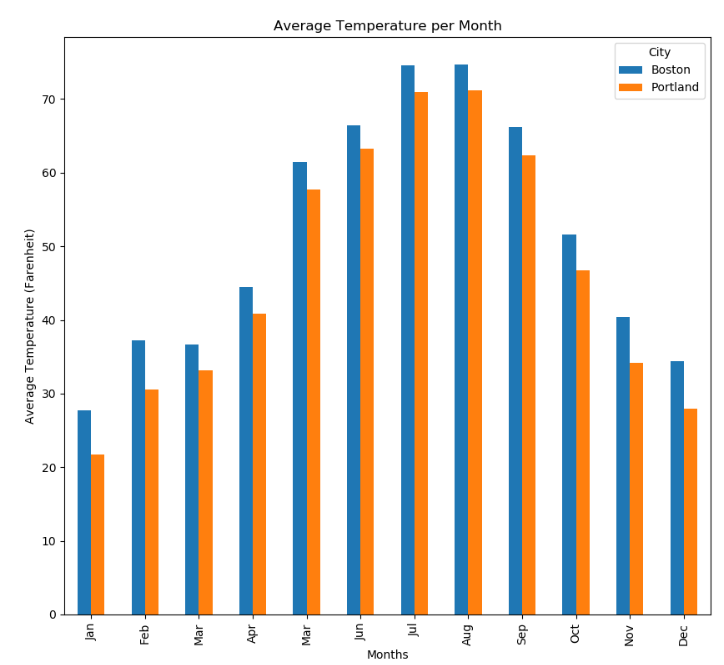 Average Temperature per Month
City
Boston
Portland
Average Temperature (Farenheit)
70
60
50
40
30
20
10
0
Jan
Feb
Mar
Apr
Mar
Jun
Jul
Aug
Sep
Oct
Nov
Dec
Months